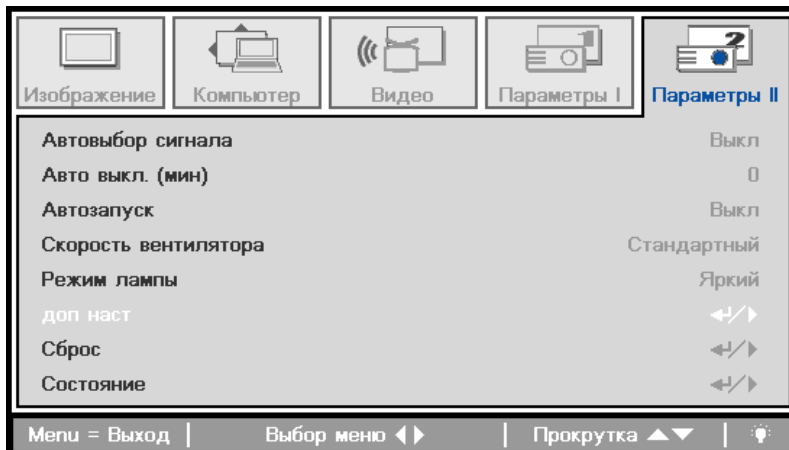 Изображение Компьютер Видео Параметры I Параметры II
Автовыбор сигнала Выкл
Авто выкл. (мин) 0
Автозапуск Выкл
Скорость вентилятора Стандартный
Режим лампы Яркий
доп наст
Сброс
Состояние
Menu = Выход | Выбор меню | Прокрутка